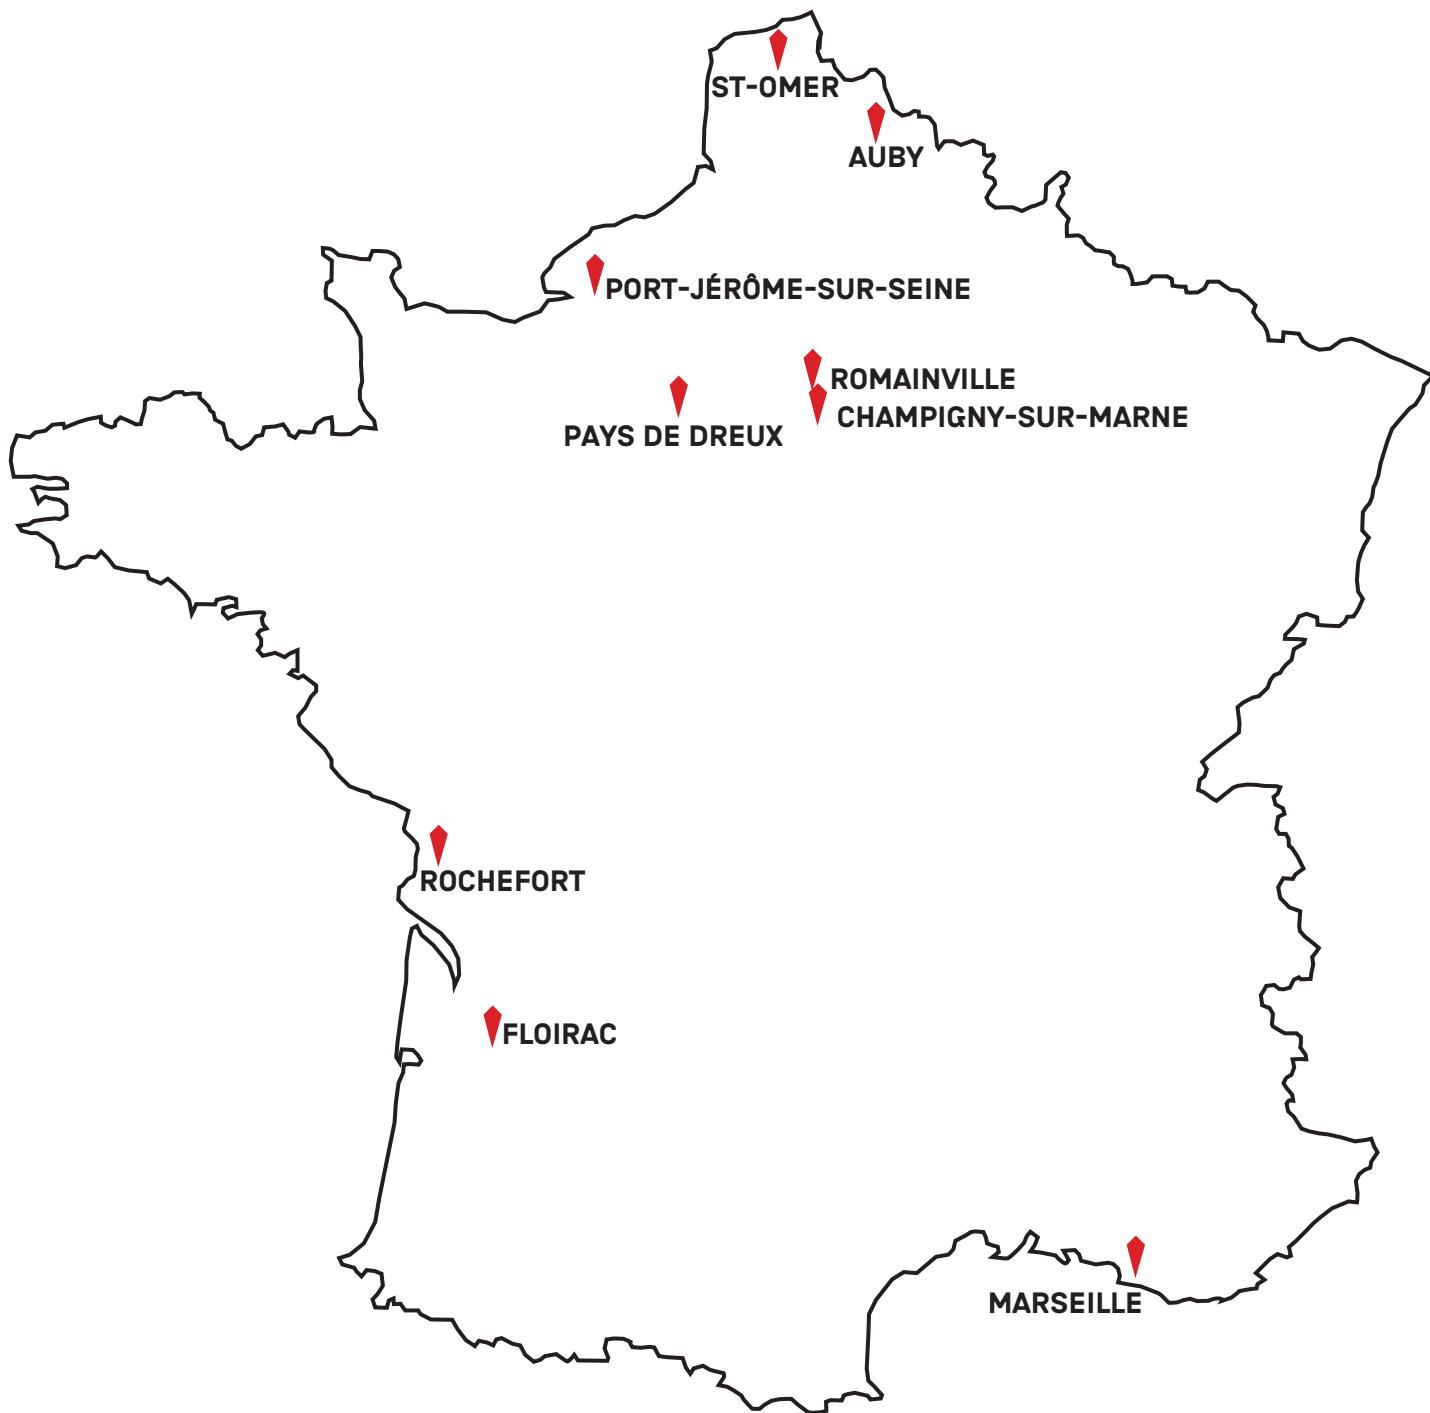 ST-OMER
AUBY
PORT-JÉRÔME-SUR-SEINE
ROMAINVILLE
CHAMPIGNY-SUR-MARNE
PAYS DE DREUX
ROCHEFORT
FLOIRAC
MARSEILLE